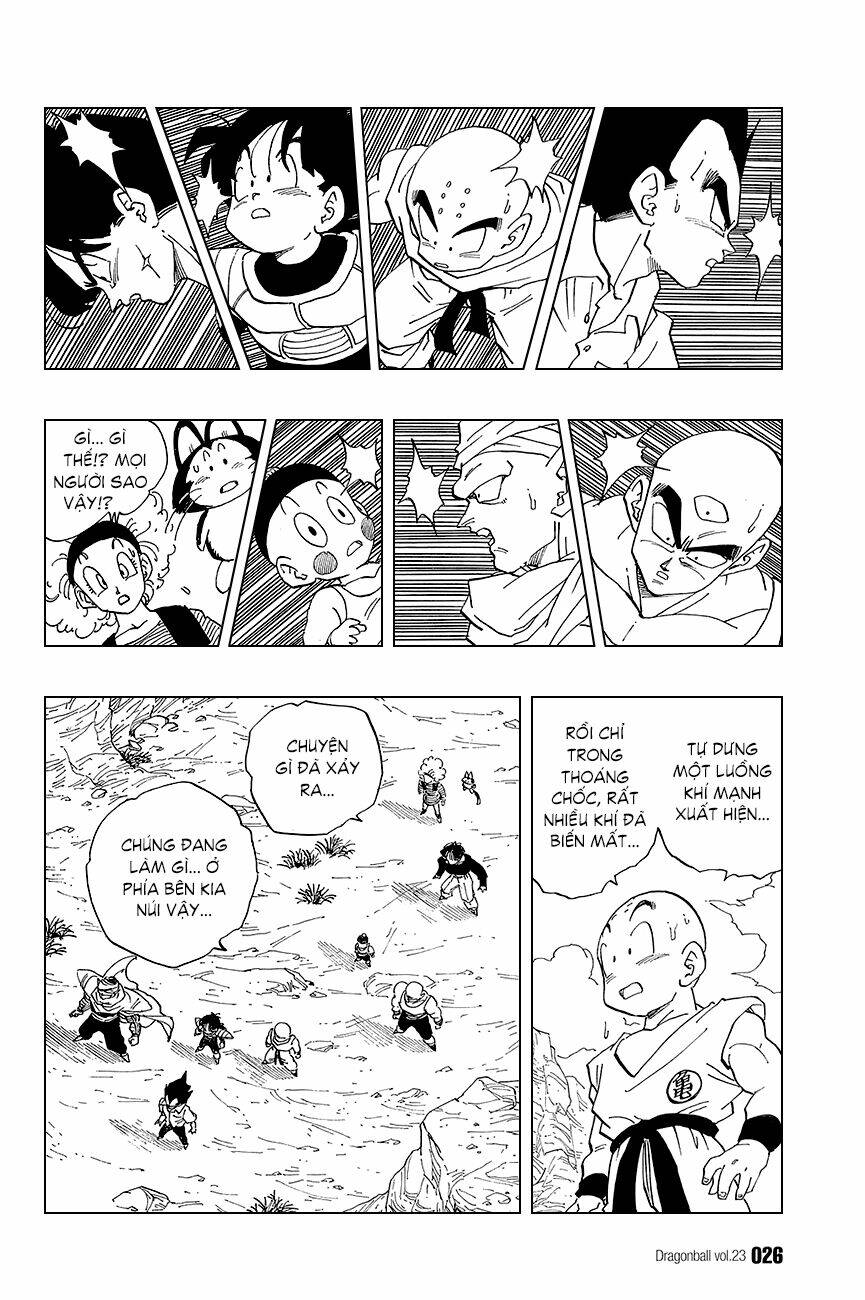 GÌ... GÌ
THẾ!? MỌI
NGƯỜI SAO
VẬY!?
TỰ DƯNG
MỘT LUỒNG
KHÍ MẠNH
XUẤT HIỆN...
RỒI CHỈ
TRONG
THOÁNG
CHỐC, RẤT
NHIỀU KHÍ ĐÃ
BIẾN MẤT...
亀
CHUYỆN
GÌ ĐÃ XẢY
RA...
CHÚNG ĐANG
LÀM GÌ... Ở
PHÍA BÊN KIA
NÚI VẬY...
Dragonball vol.23 026